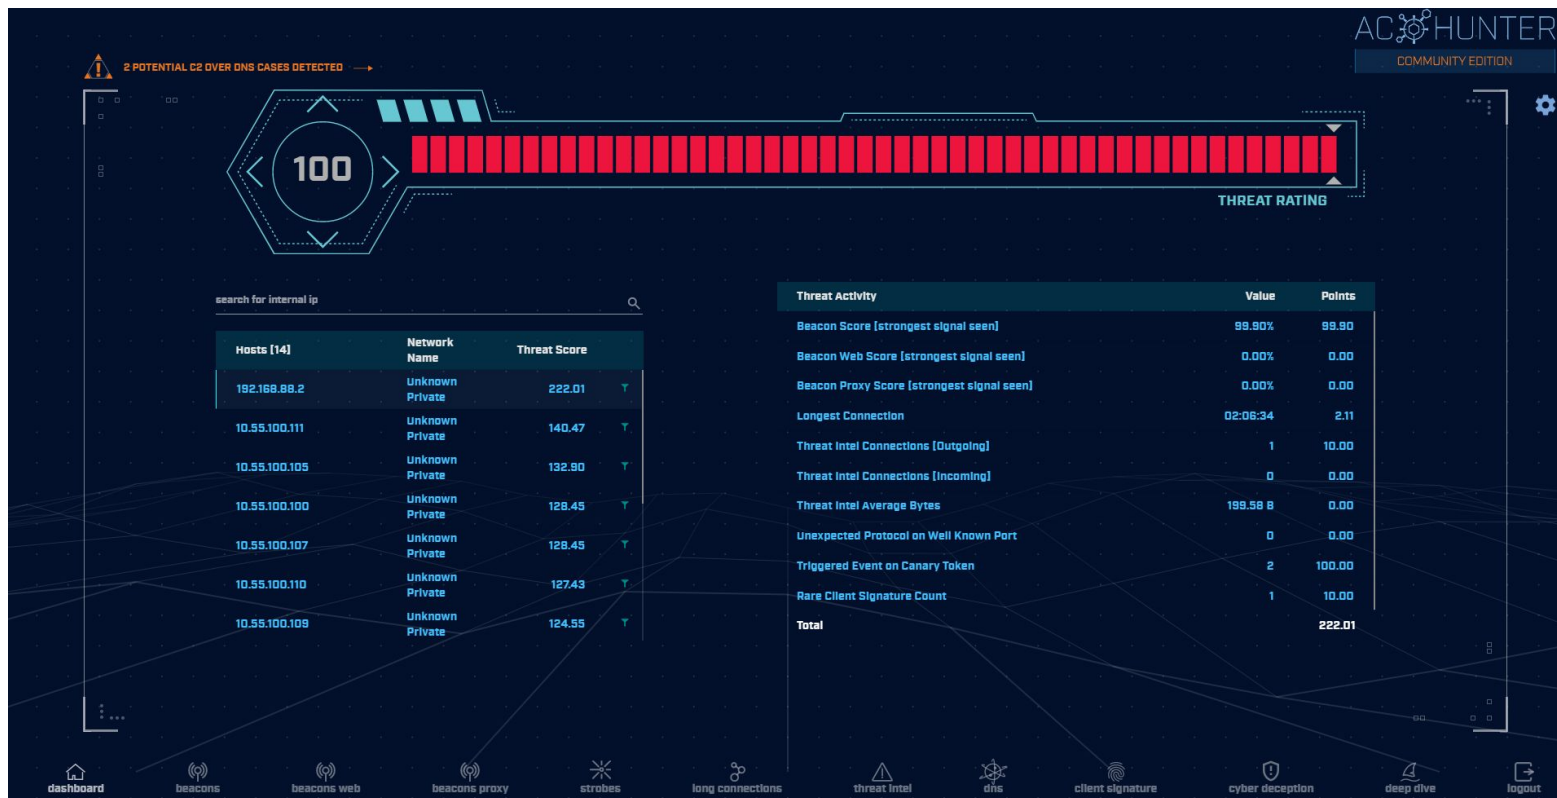 AC HUNTER
COMMUNITY EDITION
2 POTENTIAL C2 OVER DNS CASES DETECTED
100
THREAT RATING
search for internal ip
Hosts [14] Network Name Threat Score
192.168.88.2 Unknown Private 222.01
10.55.100.111 Unknown Private 140.47
10.55.100.105 Unknown Private 132.90
10.55.100.100 Unknown Private 128.45
10.55.100.107 Unknown Private 128.45
10.55.100.110 Unknown Private 127.43
10.55.100.109 Unknown Private 124.55
Threat Activity Value Points
Beacon Score [strongest signal seen] 99.90% 99.90
Beacon Web Score [strongest signal seen] 0.00% 0.00
Beacon Proxy Score [strongest signal seen] 0.00% 0.00
Longest Connection 02:06:34 2.11
Threat Intel Connections [Outgoing] 1 10.00
Threat Intel Connections [Incoming] 0 0.00
Threat Intel Average Bytes 199.58 B 0.00
Unexpected Protocol on Well Known Port 0 0.00
Triggered Event on Canary Token 2 100.00
Rare Client Signature Count 1 10.00
Total 222.01
dashboard beacons beacons web beacons proxy strobes long connections threat intel dns client signature cyber deception deep dive logout